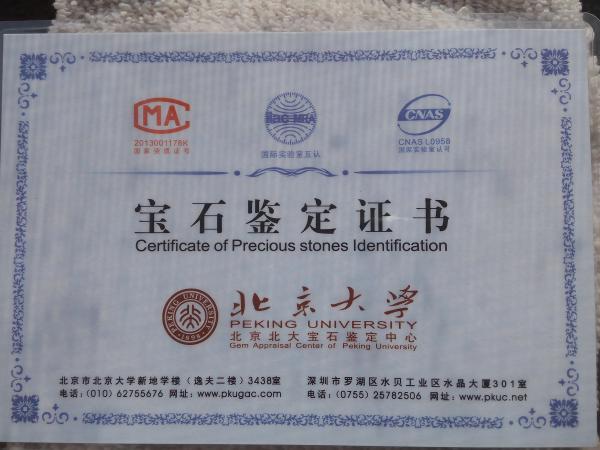 CMA
2013001178K
国家资质证号
ilac-MRA
国际实验室互认
CNAS
CNAS L0958
国家实验室认可
宝石鉴定证书
Certificate of Precious stones Identification
PEKING UNIVERSITY
1898
北京大学
PEKING UNIVERSITY
北京北大宝石鉴定中心
Gem Appraisal Center of Peking University
北京市北京大学新地学楼（逸夫二楼）3438室
电话：(010) 62755676 网址：www.pkugac.com
深圳市罗湖区水贝工业区水晶大厦301室
电话：(0755) 25782506 网址：www.pkuc.net